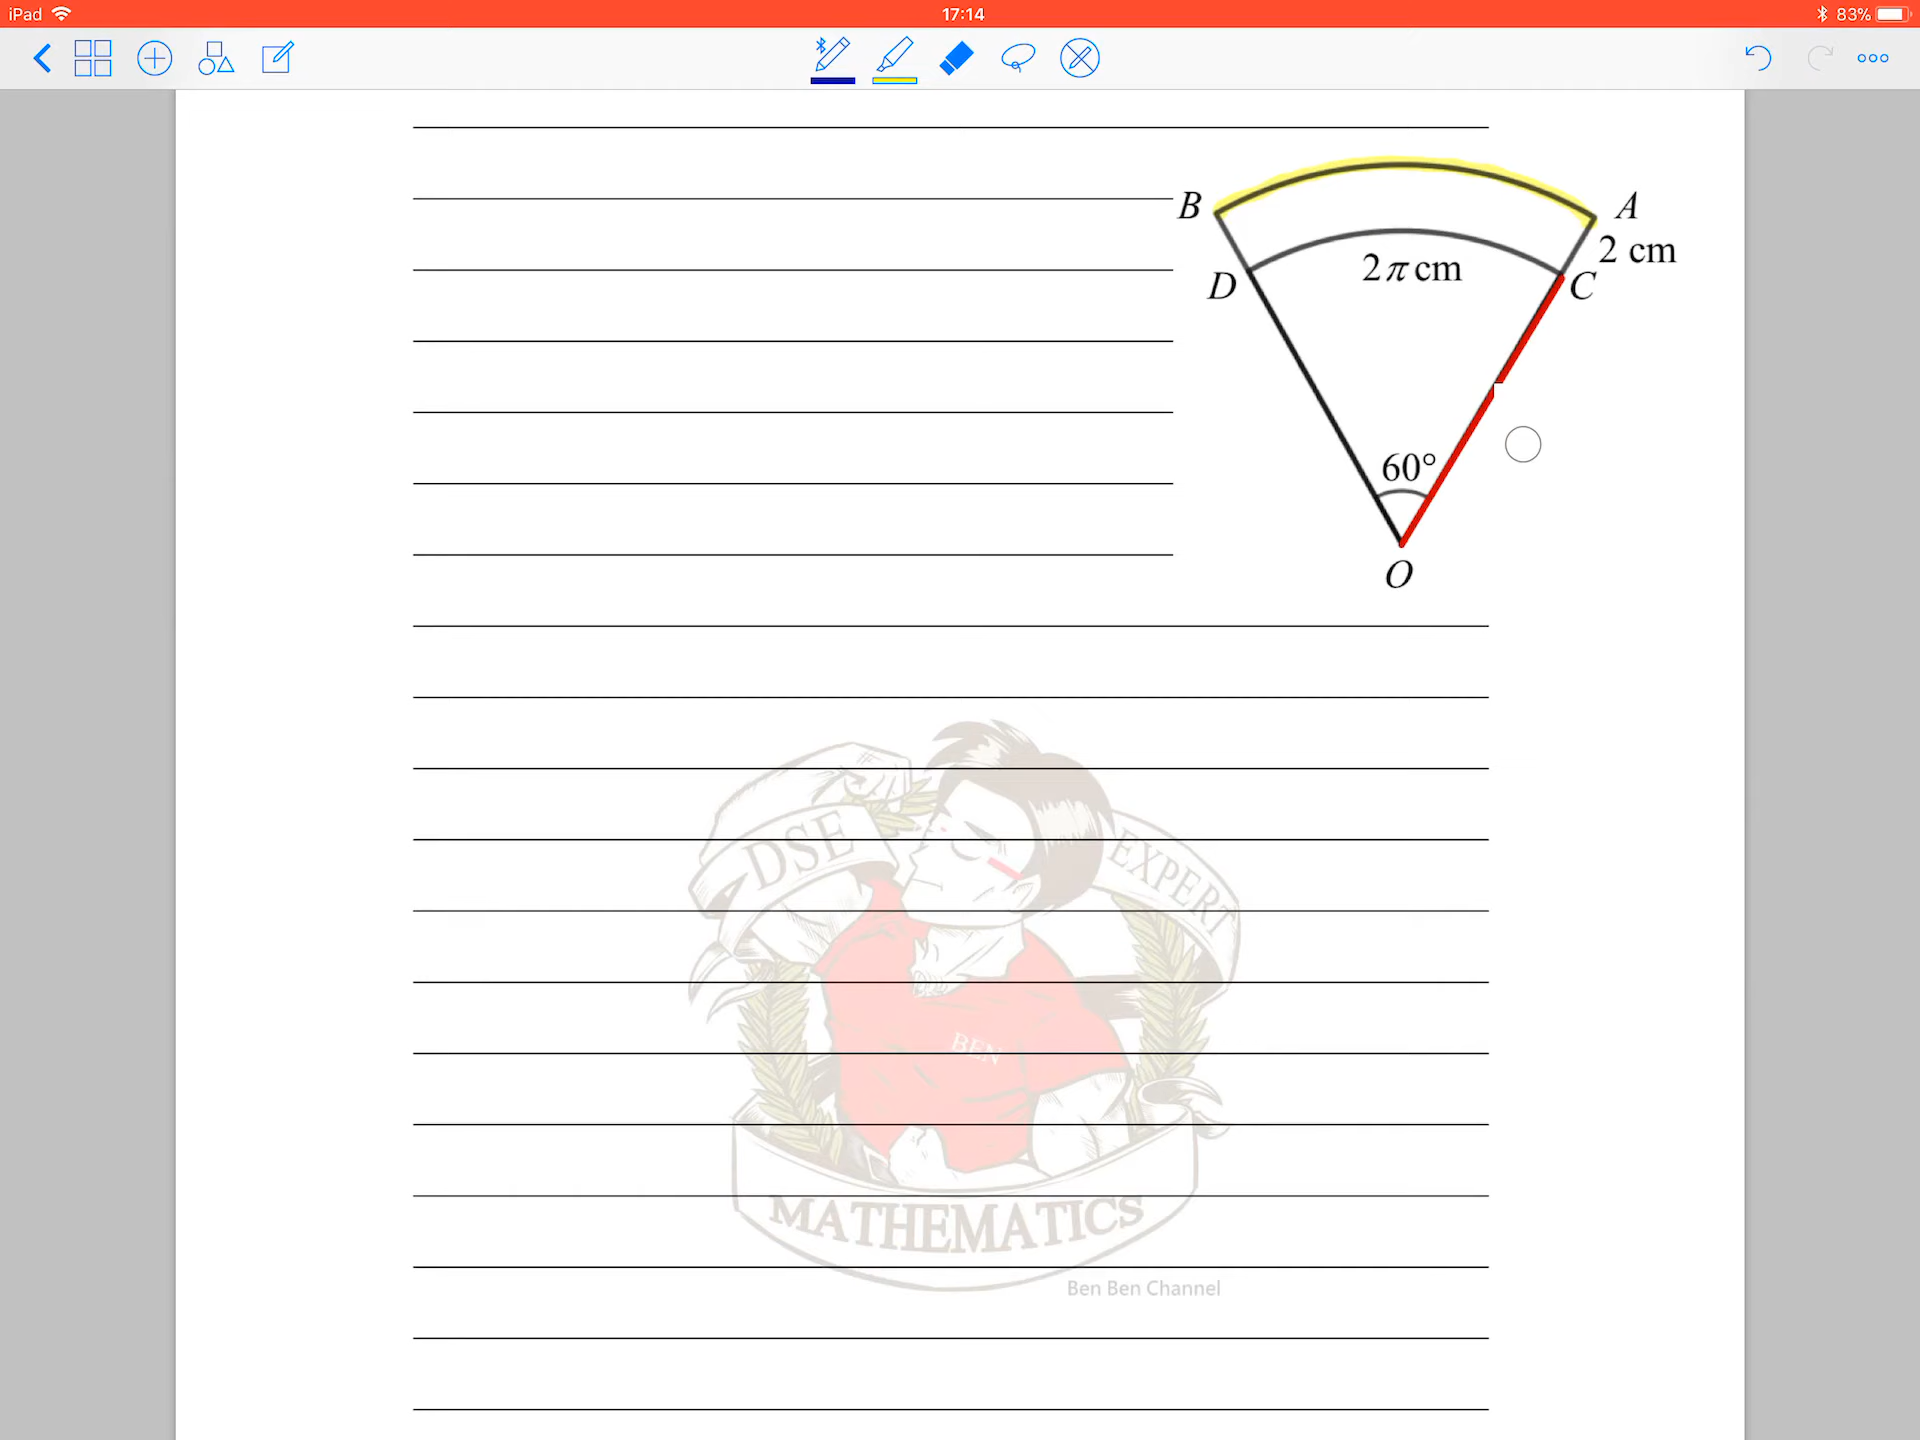 iPad 17:14 83%
B A
2 cm
2π cm
D C
60°
O
DSE EXPERT
BEN
MATHEMATICS
Ben Ben Channel